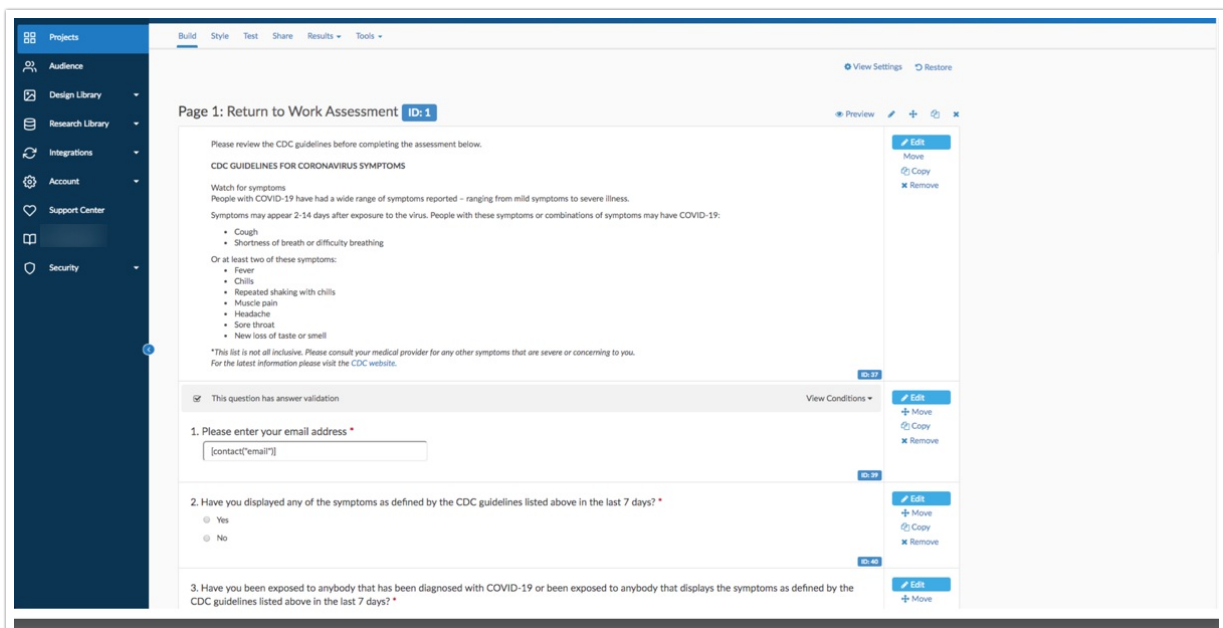 Projects
Audience
Design Library
Research Library
Integrations
Account
Support Center
Security
Build Style Test Share Results Tools
View Settings Restore
Page 1: Return to Work Assessment ID: 1
Preview
Please review the CDC guidelines before completing the assessment below.
CDC GUIDELINES FOR CORONAVIRUS SYMPTOMS
Watch for symptoms
People with COVID-19 have had a wide range of symptoms reported – ranging from mild symptoms to severe illness.
Symptoms may appear 2-14 days after exposure to the virus. People with these symptoms or combinations of symptoms may have COVID-19:
• Cough
• Shortness of breath or difficulty breathing
Or at least two of these symptoms:
• Fever
• Chills
• Repeated shaking with chills
• Muscle pain
• Headache
• Sore throat
• New loss of taste or smell
*This list is not all inclusive. Please consult your medical provider for any other symptoms that are severe or concerning to you.
For the latest information please visit the CDC website.
ID: 37
Edit
Move
Copy
Remove
This question has answer validation View Conditions
1. Please enter your email address *
[contact("email")]
ID: 39
Edit
Move
Copy
Remove
2. Have you displayed any of the symptoms as defined by the CDC guidelines listed above in the last 7 days? *
Yes
No
ID: 40
Edit
Move
Copy
Remove
3. Have you been exposed to anybody that has been diagnosed with COVID-19 or been exposed to anybody that displays the symptoms as defined by the
CDC guidelines listed above in the last 7 days? *
Edit
Move